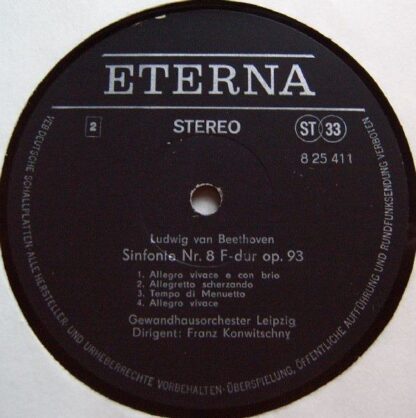 ETERNA
2
STEREO
ST 33
8 25 411
Ludwig van Beethoven
Sinfonie Nr. 8 F-dur op. 93
1. Allegro vivace e con brio
2. Allegretto scherzando
3. Tempo di Menuetto
4. Allegro vivace
Gewandhausorchester Leipzig
Dirigent: Franz Konwitschny
VEB DEUTSCHE SCHALLPLATTEN ALLE HERSTELLER- UND URHEBERRECHTE VORBEHALTEN · ÜBERSPIELUNG, ÖFFENTLICHE AUFFÜHRUNG UND RUNDFUNKSENDUNG VERBOTEN